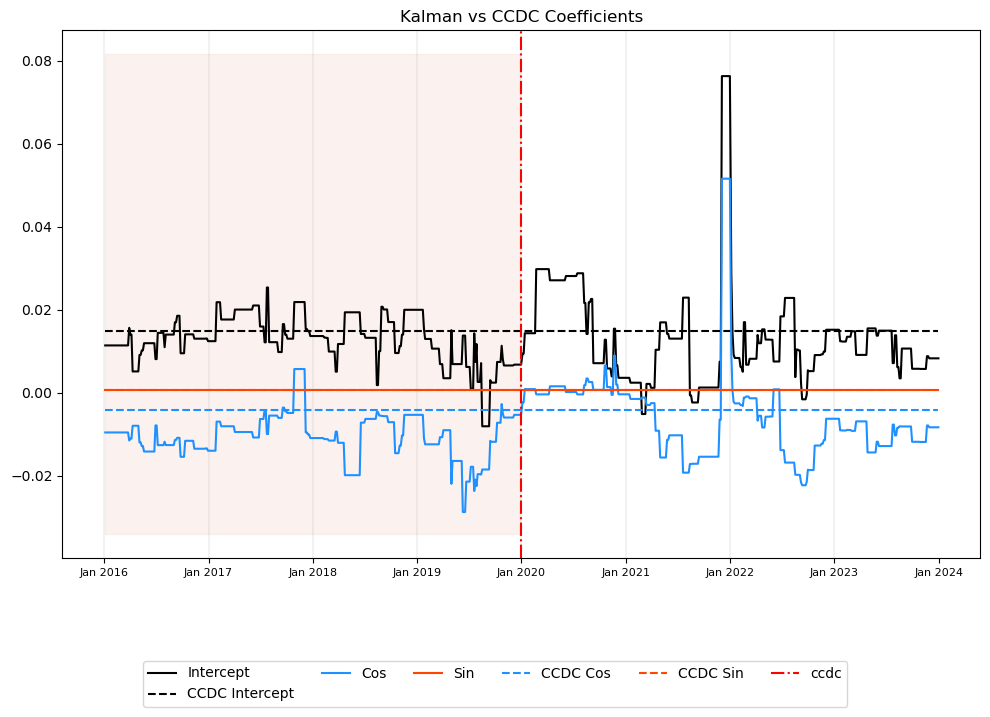 Kalman vs CCDC Coefficients
0.08
0.06
0.04
0.02
0.00
−0.02
Jan 2016 Jan 2017 Jan 2018 Jan 2019 Jan 2020 Jan 2021 Jan 2022 Jan 2023 Jan 2024
Intercept Cos Sin CCDC Cos CCDC Sin ccdc
CCDC Intercept